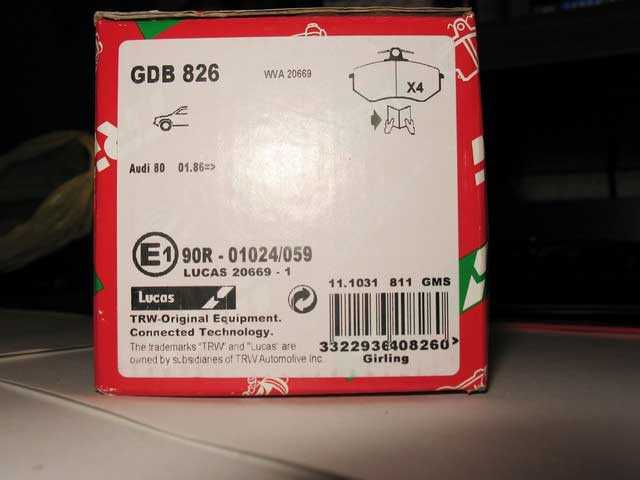 GDB 826
WVA 20669
X4
Audi 80 01.86=>
E1 90R - 01024/059
LUCAS 20669 - 1
Lucas
11.1031 811 GMS
TRW-Original Equipment.
Connected Technology.
The trademarks "TRW" and "Lucas" are
owned by subsidiaries of TRW Automotive Inc.
3322936408260>
Girling